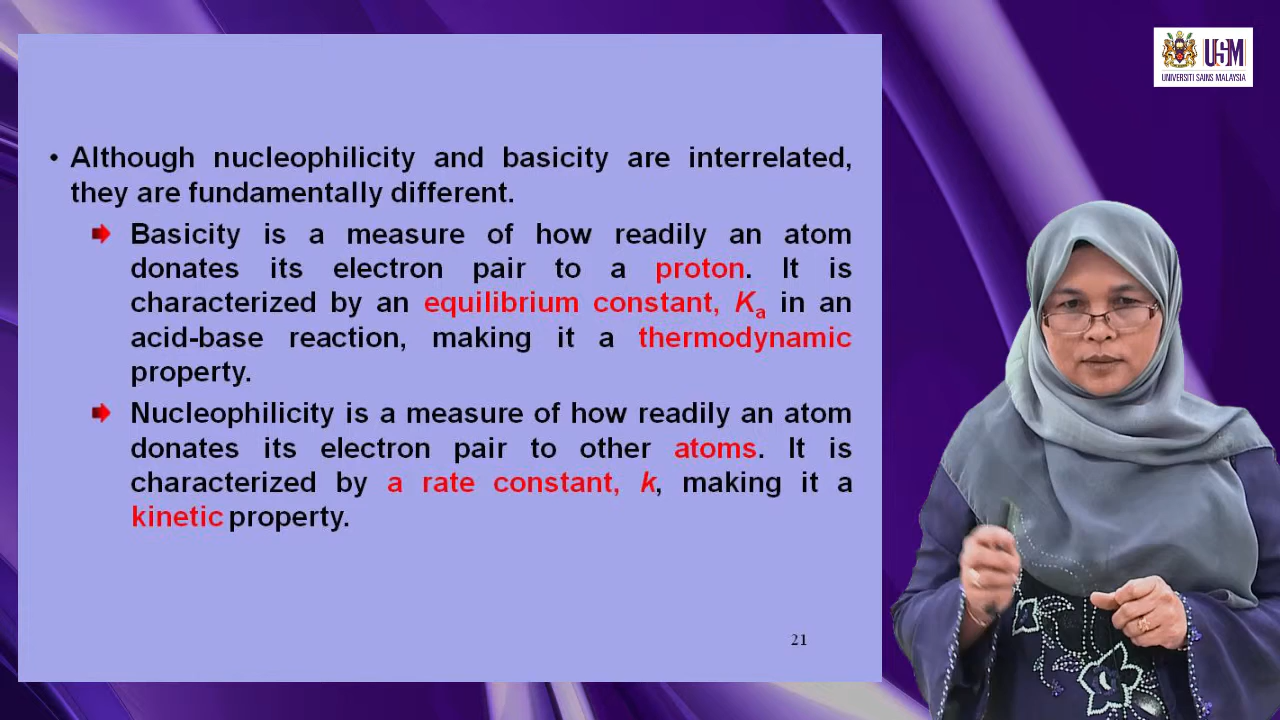 USM
UNIVERSITI SAINS MALAYSIA
• Although nucleophilicity and basicity are interrelated,
they are fundamentally different.
Basicity is a measure of how readily an atom
donates its electron pair to a proton. It is
characterized by an equilibrium constant, Ka in an
acid-base reaction, making it a thermodynamic
property.
Nucleophilicity is a measure of how readily an atom
donates its electron pair to other atoms. It is
characterized by a rate constant, k, making it a
kinetic property.
21